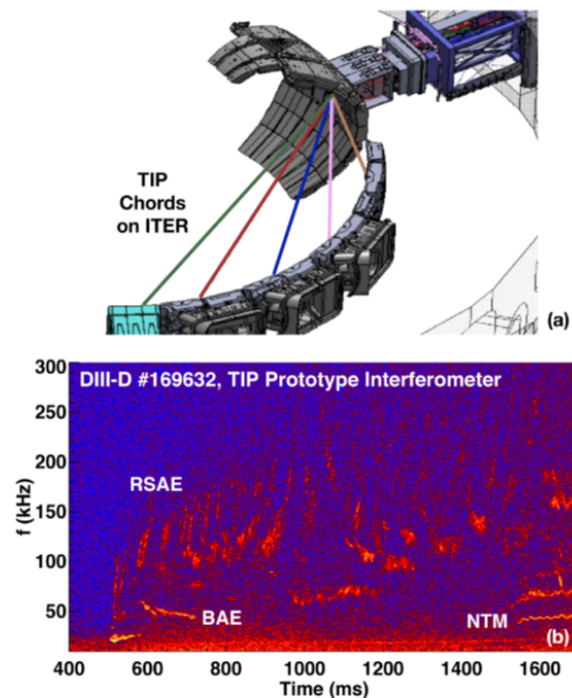 TIP
Chords
on ITER
(a)
DIII-D #169632, TIP Prototype Interferometer
300
250
200
150
100
50
f (kHz)
RSAE
BAE
NTM
(b)
400 600 800 1000 1200 1400 1600
Time (ms)